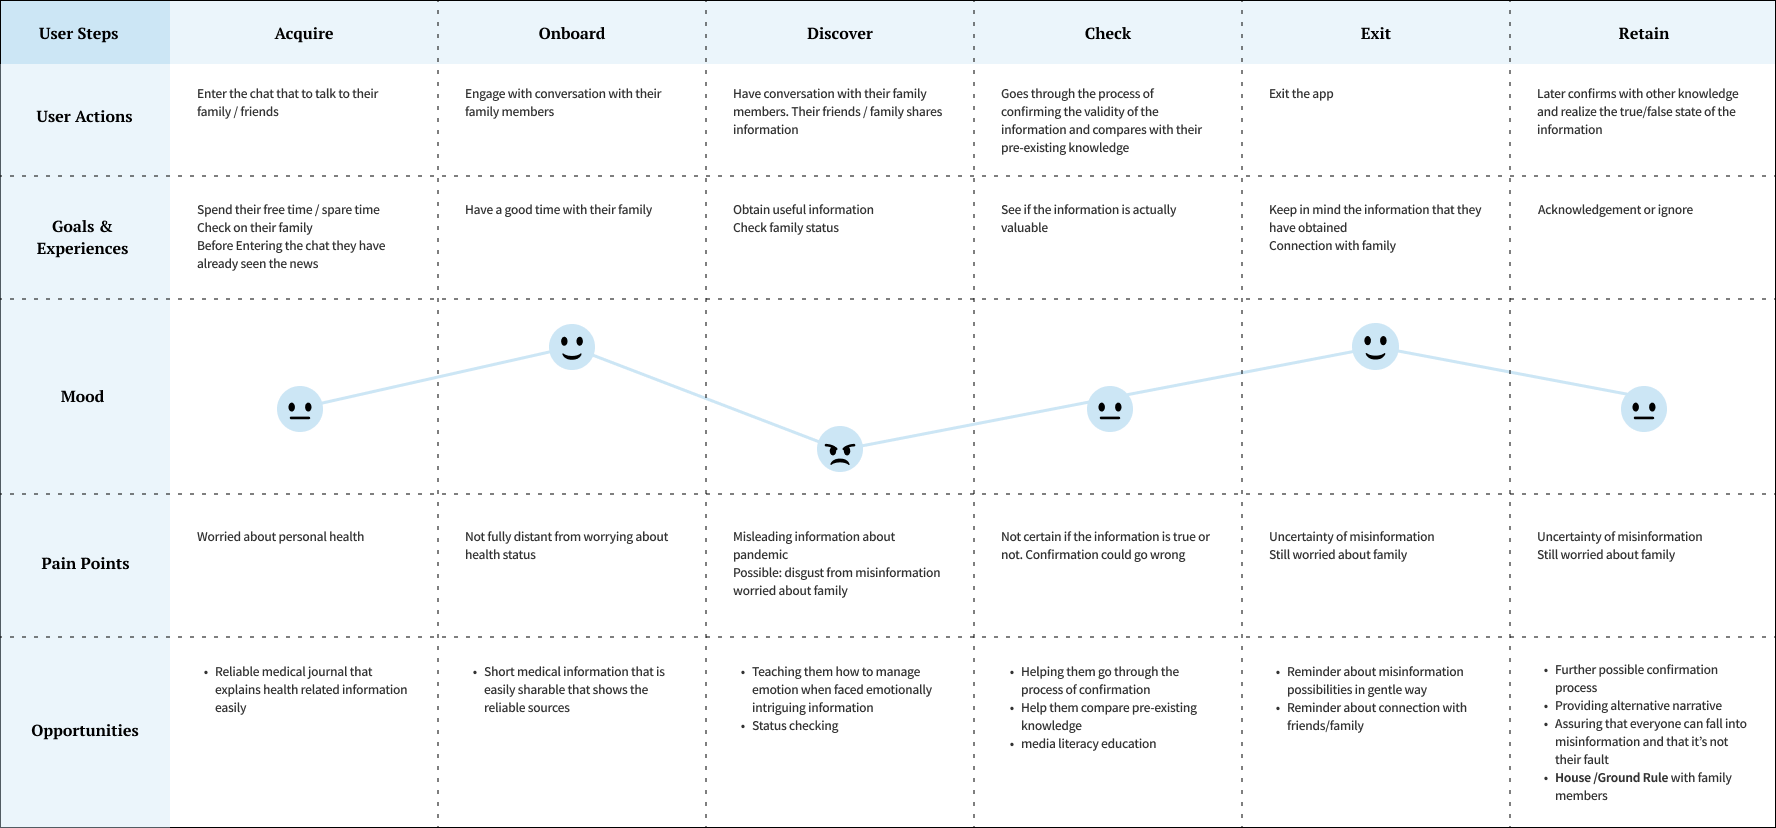 User Steps
Acquire
Onboard
Discover
Check
Exit
Retain
User Actions
Enter the chat that to talk to their
family / friends
Engage with conversation with their
family members
Have conversation with their family
members. Their friends / family shares
information
Goes through the process of
confirming the validity of the
information and compares with their
pre-existing knowledge
Exit the app
Later confirms with other knowledge
and realize the true/false state of the
information
Goals &
Experiences
Spend their free time / spare time
Check on their family
Before Entering the chat they have
already seen the news
Have a good time with their family
Obtain useful information
Check family status
See if the information is actually
valuable
Keep in mind the information that they
have obtained
Connection with family
Acknowledgement or ignore
Mood
Pain Points
Worried about personal health
Not fully distant from worrying about
health status
Misleading information about
pandemic
Possible: disgust from misinformation
worried about family
Not certain if the information is true or
not. Confirmation could go wrong
Uncertainty of misinformation
Still worried about family
Uncertainty of misinformation
Still worried about family
Opportunities
• Reliable medical journal that
explains health related information
easily
• Short medical information that is
easily sharable that shows the
reliable sources
• Teaching them how to manage
emotion when faced emotionally
intriguing information
• Status checking
• Helping them go through the
process of confirmation
• Help them compare pre-existing
knowledge
• media literacy education
• Reminder about misinformation
possibilities in gentle way
• Reminder about connection with
friends/family
• Further possible confirmation
process
• Providing alternative narrative
• Assuring that everyone can fall into
misinformation and that it's not
their fault
• House /Ground Rule with family
members